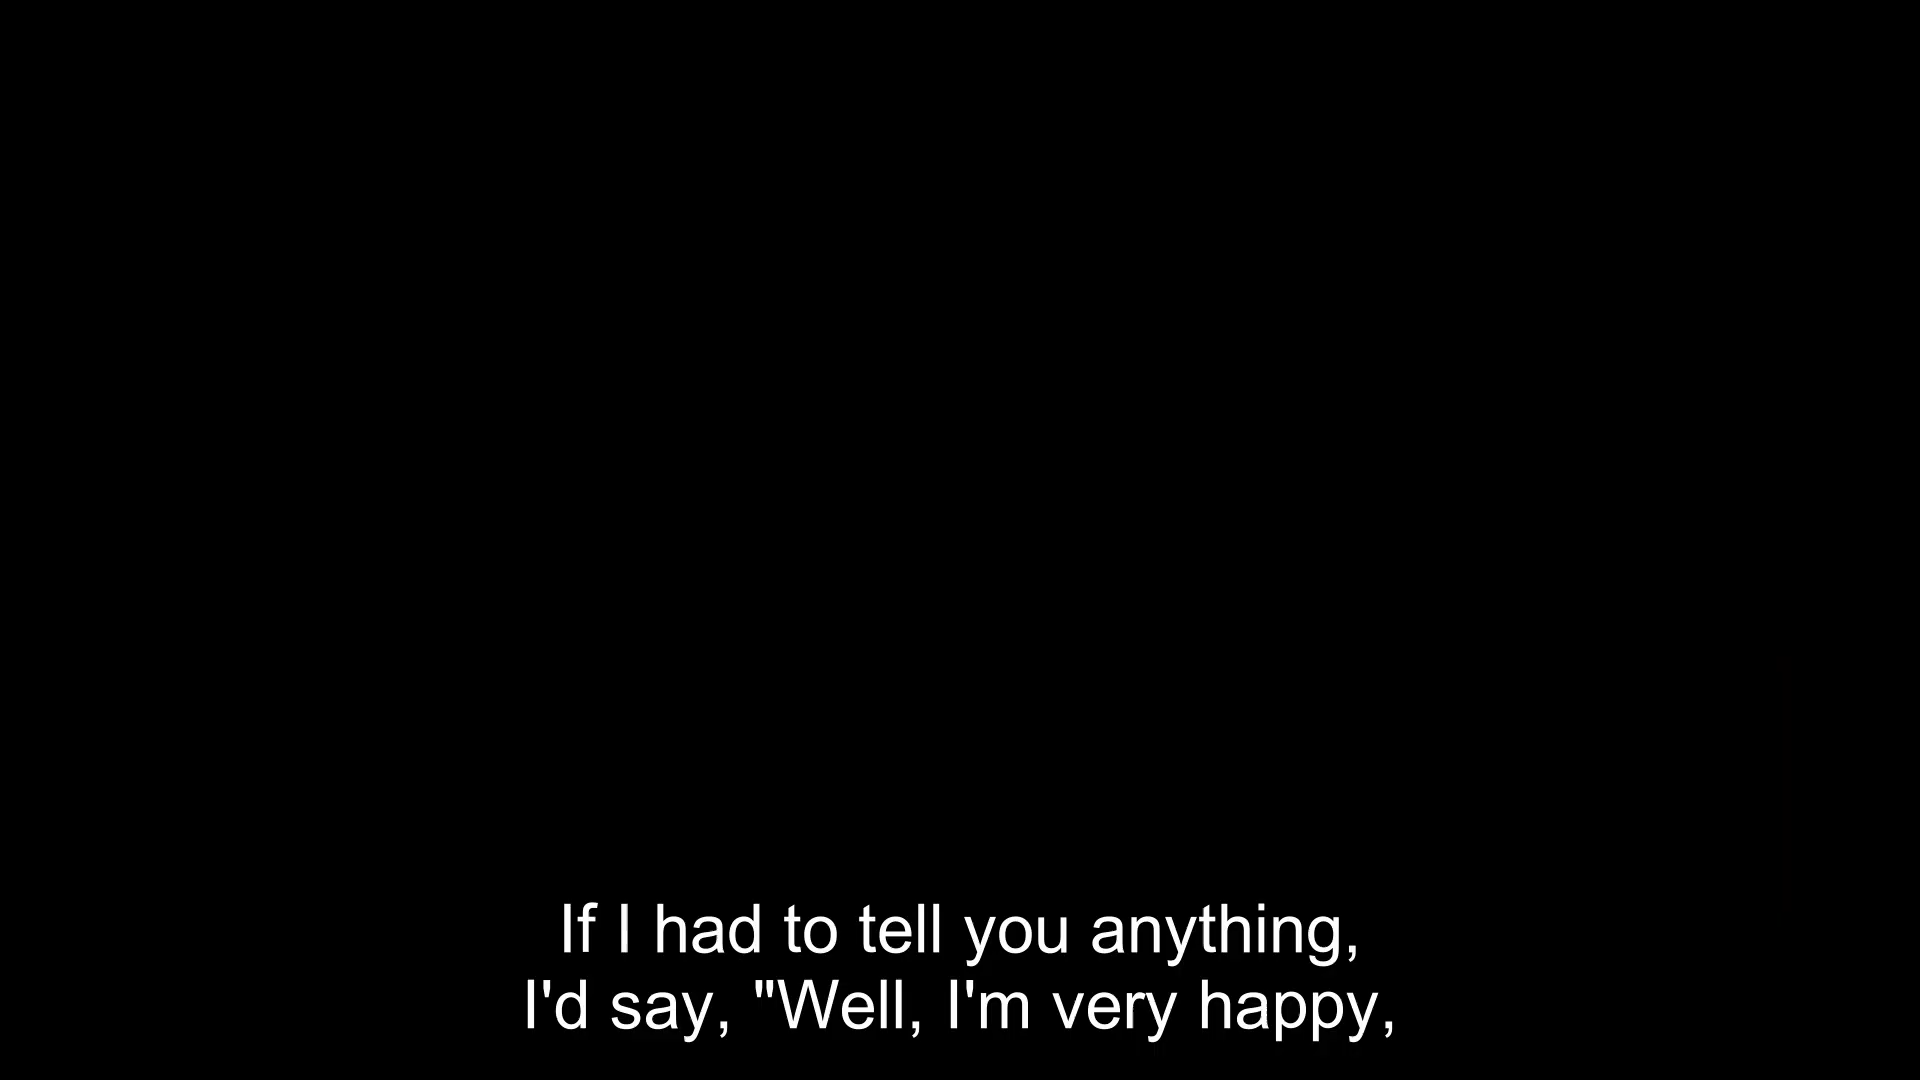 If I had to tell you anything,
I'd say, "Well, I'm very happy,